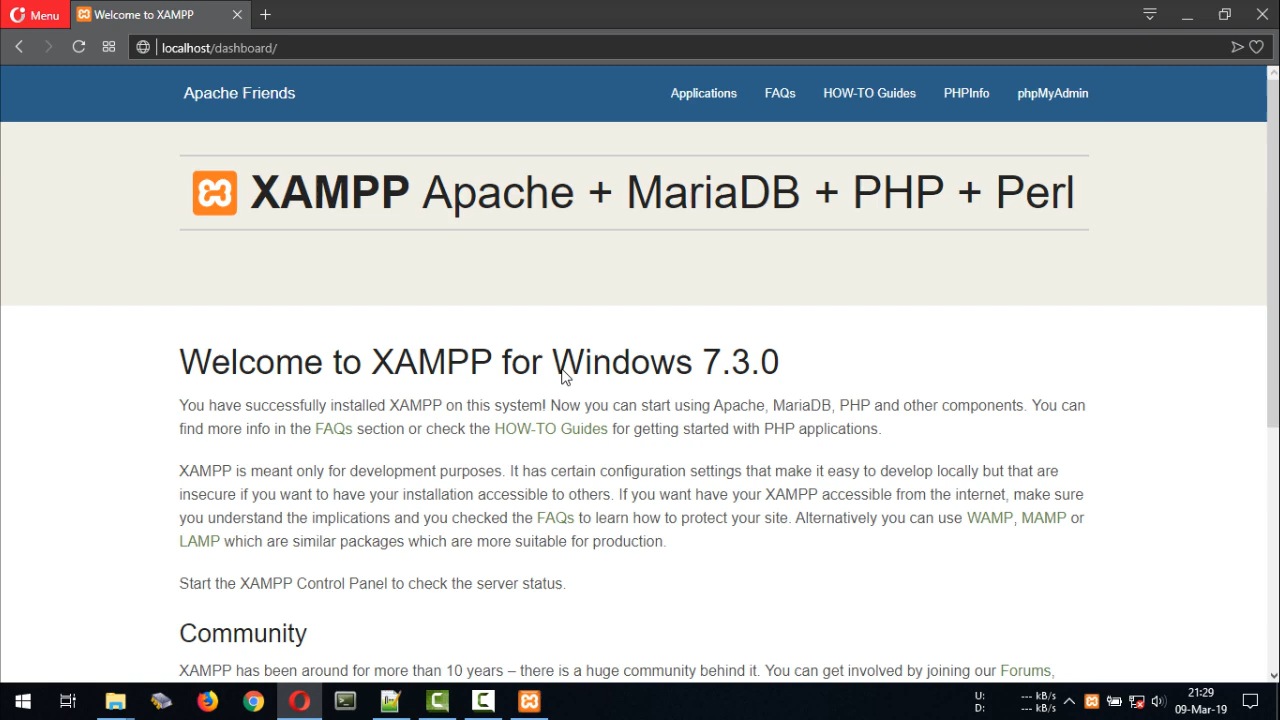 Menu
Welcome to XAMPP
localhost/dashboard/
Apache Friends
Applications
FAQs
HOW-TO Guides
PHPInfo
phpMyAdmin
XAMPP Apache + MariaDB + PHP + Perl
Welcome to XAMPP for Windows 7.3.0
You have successfully installed XAMPP on this system! Now you can start using Apache, MariaDB, PHP and other components. You can
find more info in the FAQs section or check the HOW-TO Guides for getting started with PHP applications.
XAMPP is meant only for development purposes. It has certain configuration settings that make it easy to develop locally but that are
insecure if you want to have your installation accessible to others. If you want have your XAMPP accessible from the internet, make sure
you understand the implications and you checked the FAQs to learn how to protect your site. Alternatively you can use WAMP, MAMP or
LAMP which are similar packages which are more suitable for production.
Start the XAMPP Control Panel to check the server status.
Community
XAMPP has been around for more than 10 years – there is a huge community behind it. You can get involved by joining our Forums,
U: --- kB/s
D: --- kB/s
21:29
09-Mar-19